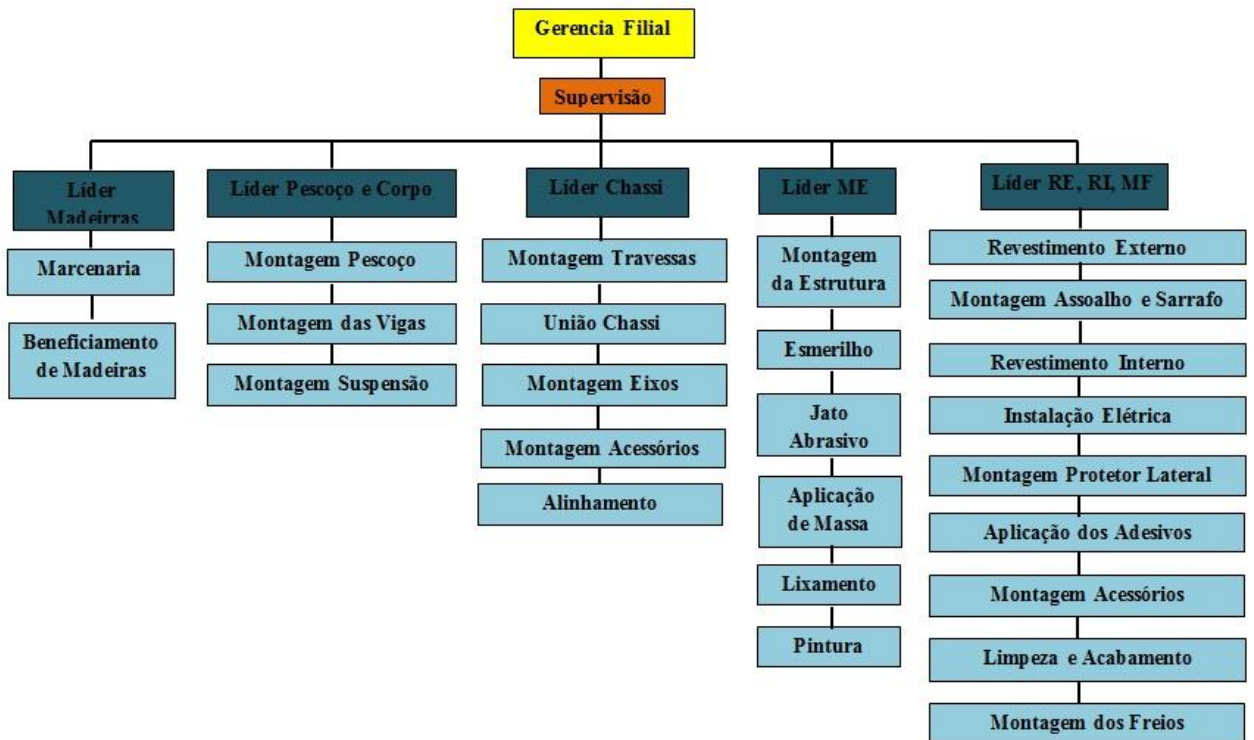 Gerencia Filial
Supervisão
Líder
Madeirras
Marcenaria
Beneficiamento
de Madeiras
Líder Pescoço e Corpo
Montagem Pescoço
Montagem das Vigas
Montagem Suspensão
Líder Chassi
Montagem Travessas
União Chassi
Montagem Eixos
Montagem Acessórios
Alinhamento
Líder ME
Montagem
da Estrutura
Esmerilho
Jato
Abrasivo
Aplicação
de Massa
Lixamento
Pintura
Líder RE, RI, MF
Revestimento Externo
Montagem Assoalho e Sarrafo
Revestimento Interno
Instalação Elétrica
Montagem Protetor Lateral
Aplicação dos Adesivos
Montagem Acessórios
Limpeza e Acabamento
Montagem dos Freios